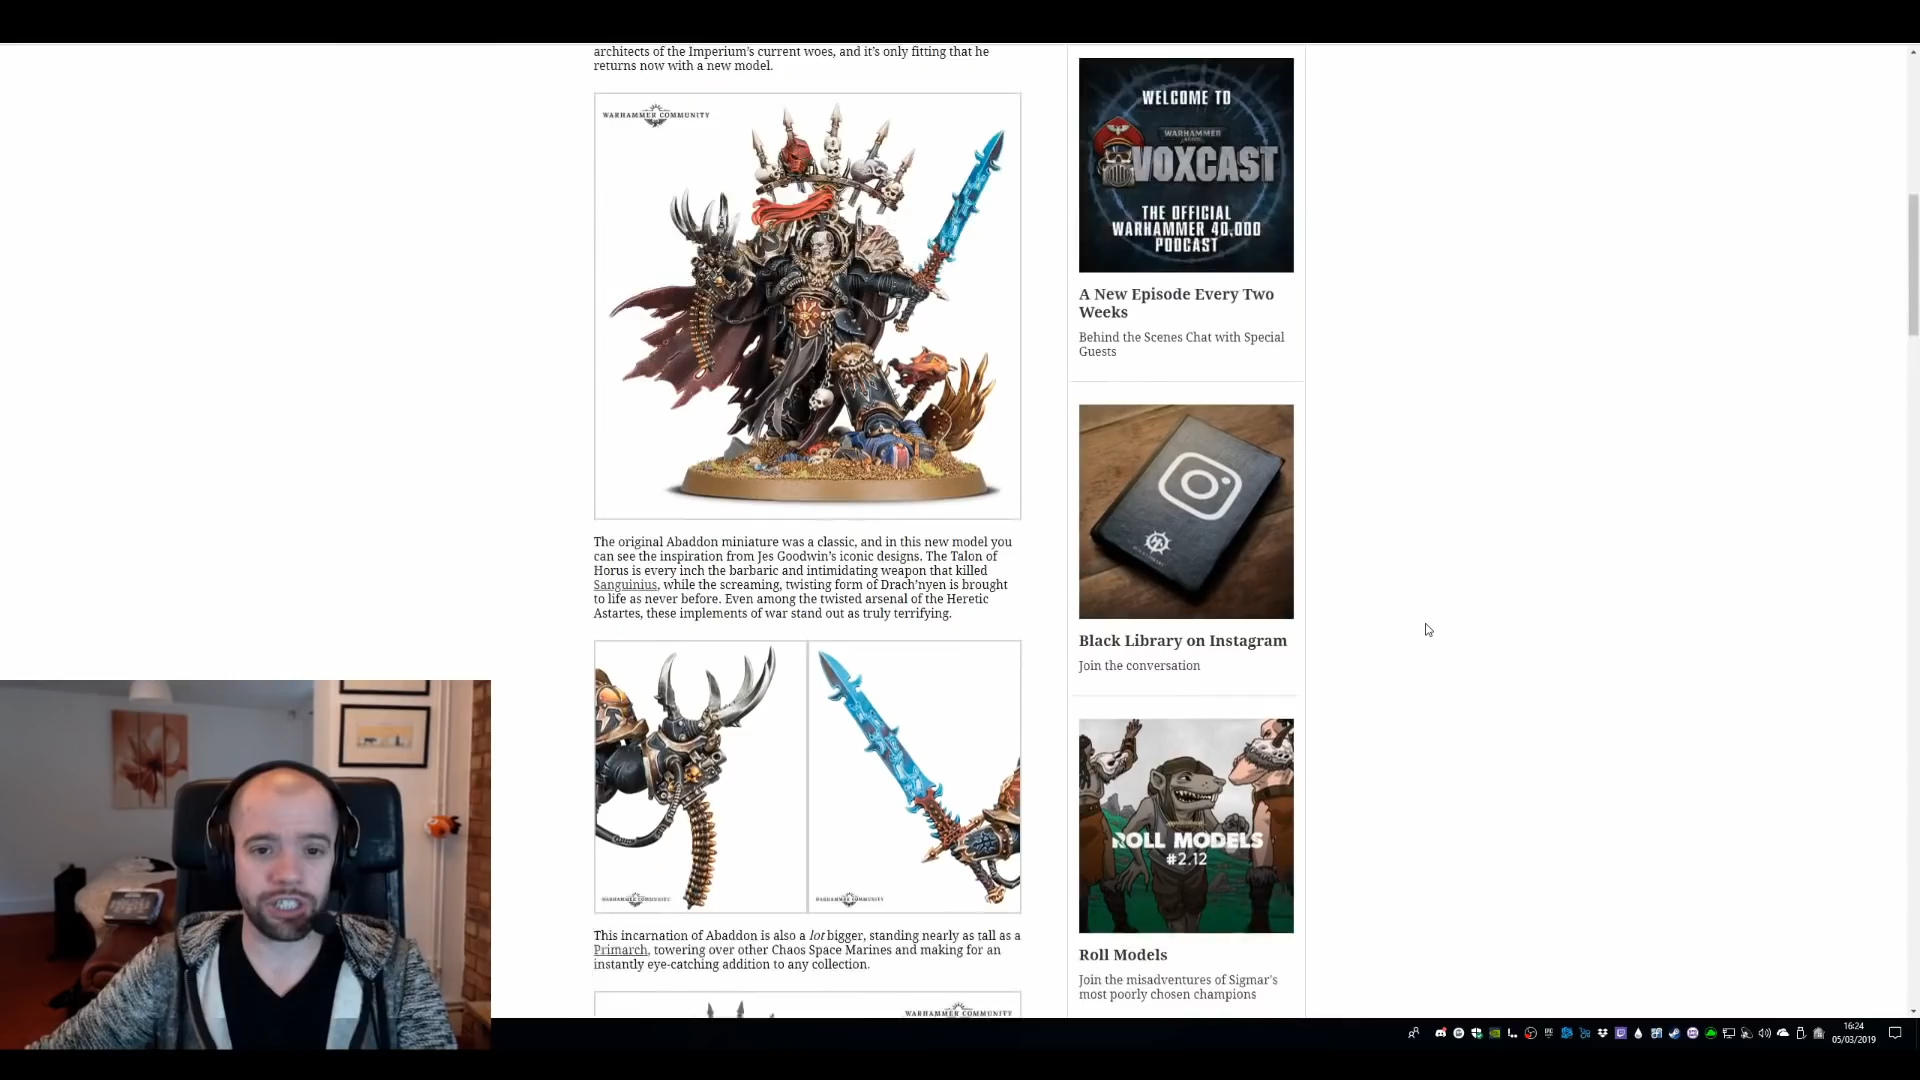 architects of the Imperium's current woes, and it's only fitting that he
returns now with a new model.
WARHAMMER COMMUNITY
The original Abaddon miniature was a classic, and in this new model you
can see the inspiration from Jes Goodwin's iconic designs. The Talon of
Horus is every inch the barbaric and intimidating weapon that killed
Sanguinius, while the screaming, twisting form of Drach'nyen is brought
to life as never before. Even among the twisted arsenal of the Heretic
Astartes, these implements of war stand out as truly terrifying.
WARHAMMER COMMUNITY
WARHAMMER COMMUNITY
This incarnation of Abaddon is also a lot bigger, standing nearly as tall as a
Primarch, towering over other Chaos Space Marines and making for an
instantly eye-catching addition to any collection.
WARHAMMER COMMUNITY
WELCOME TO
WARHAMMER
40,000
VOXCAST
THE OFFICIAL
WARHAMMER 40,000
PODCAST
A New Episode Every Two
Weeks
Behind the Scenes Chat with Special
Guests
Black Library on Instagram
Join the conversation
ROLL MODELS
#2.12
Roll Models
Join the misadventures of Sigmar's
most poorly chosen champions
16:24
05/03/2019